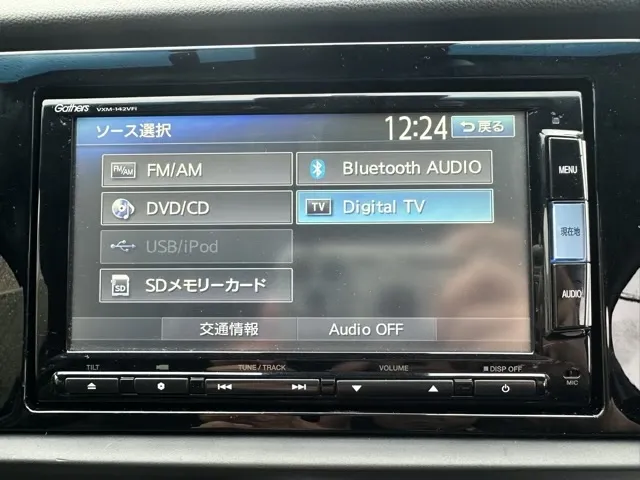 Gathers VXM-142VFi
ソース選択 12:24 戻る
FM/AM FM/AM Bluetooth AUDIO
DVD/CD TV Digital TV
USB/iPod
SD SDメモリーカード
交通情報 Audio OFF
MENU
現在地
AUDIO
TILT TUNE / TRACK VOLUME DISP OFF
MIC